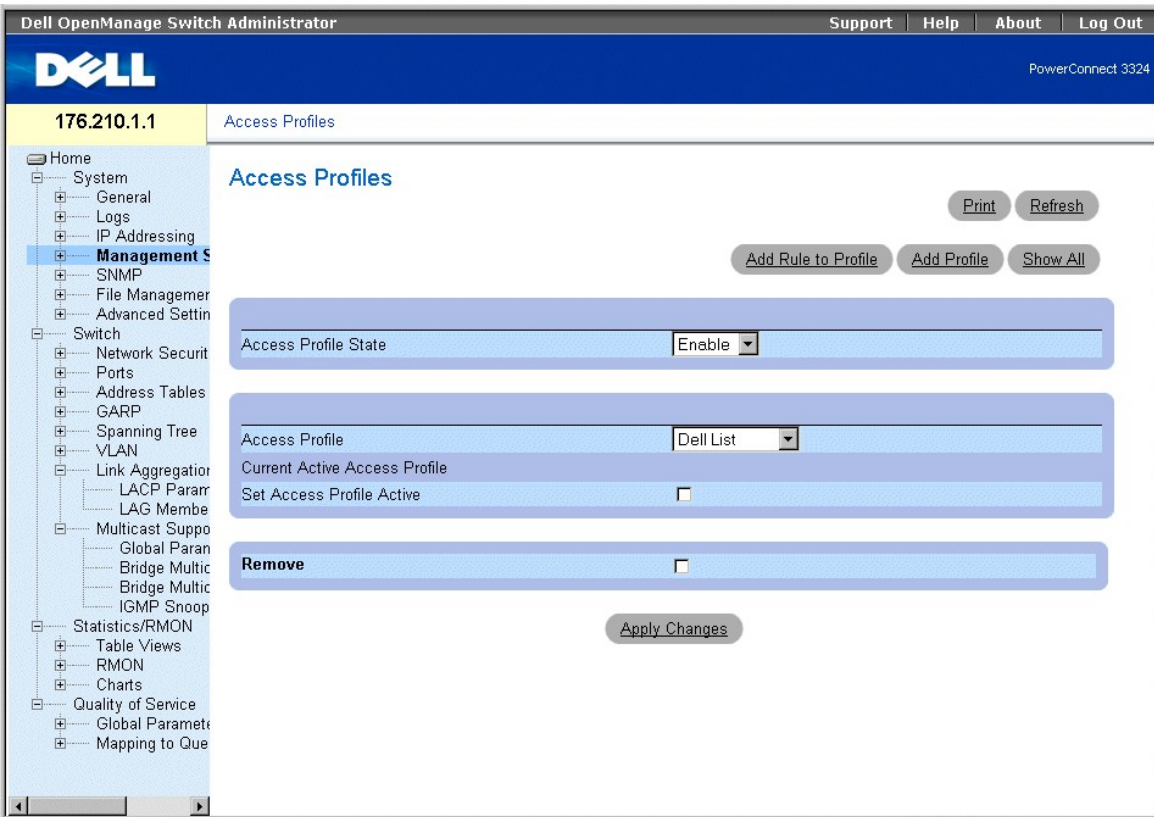 Dell OpenManage Switch Administrator
Support | Help | About | Log Out
DELL
PowerConnect 3324
176.210.1.1
Access Profiles
Home
System
General
Logs
IP Addressing
Management S
SNMP
File Managemer
Advanced Settin
Switch
Network Securit
Ports
Address Tables
GARP
Spanning Tree
VLAN
Link Aggregation
LACP Param
LAG Membe
Multicast Suppo
Global Paran
Bridge Multic
Bridge Multic
IGMP Snoop
Statistics/RMON
Table Views
RMON
Charts
Quality of Service
Global Paramete
Mapping to Que
Access Profiles
Print Refresh
Add Rule to Profile Add Profile Show All
Access Profile State Enable
Access Profile Dell List
Current Active Access Profile
Set Access Profile Active
Remove
Apply Changes